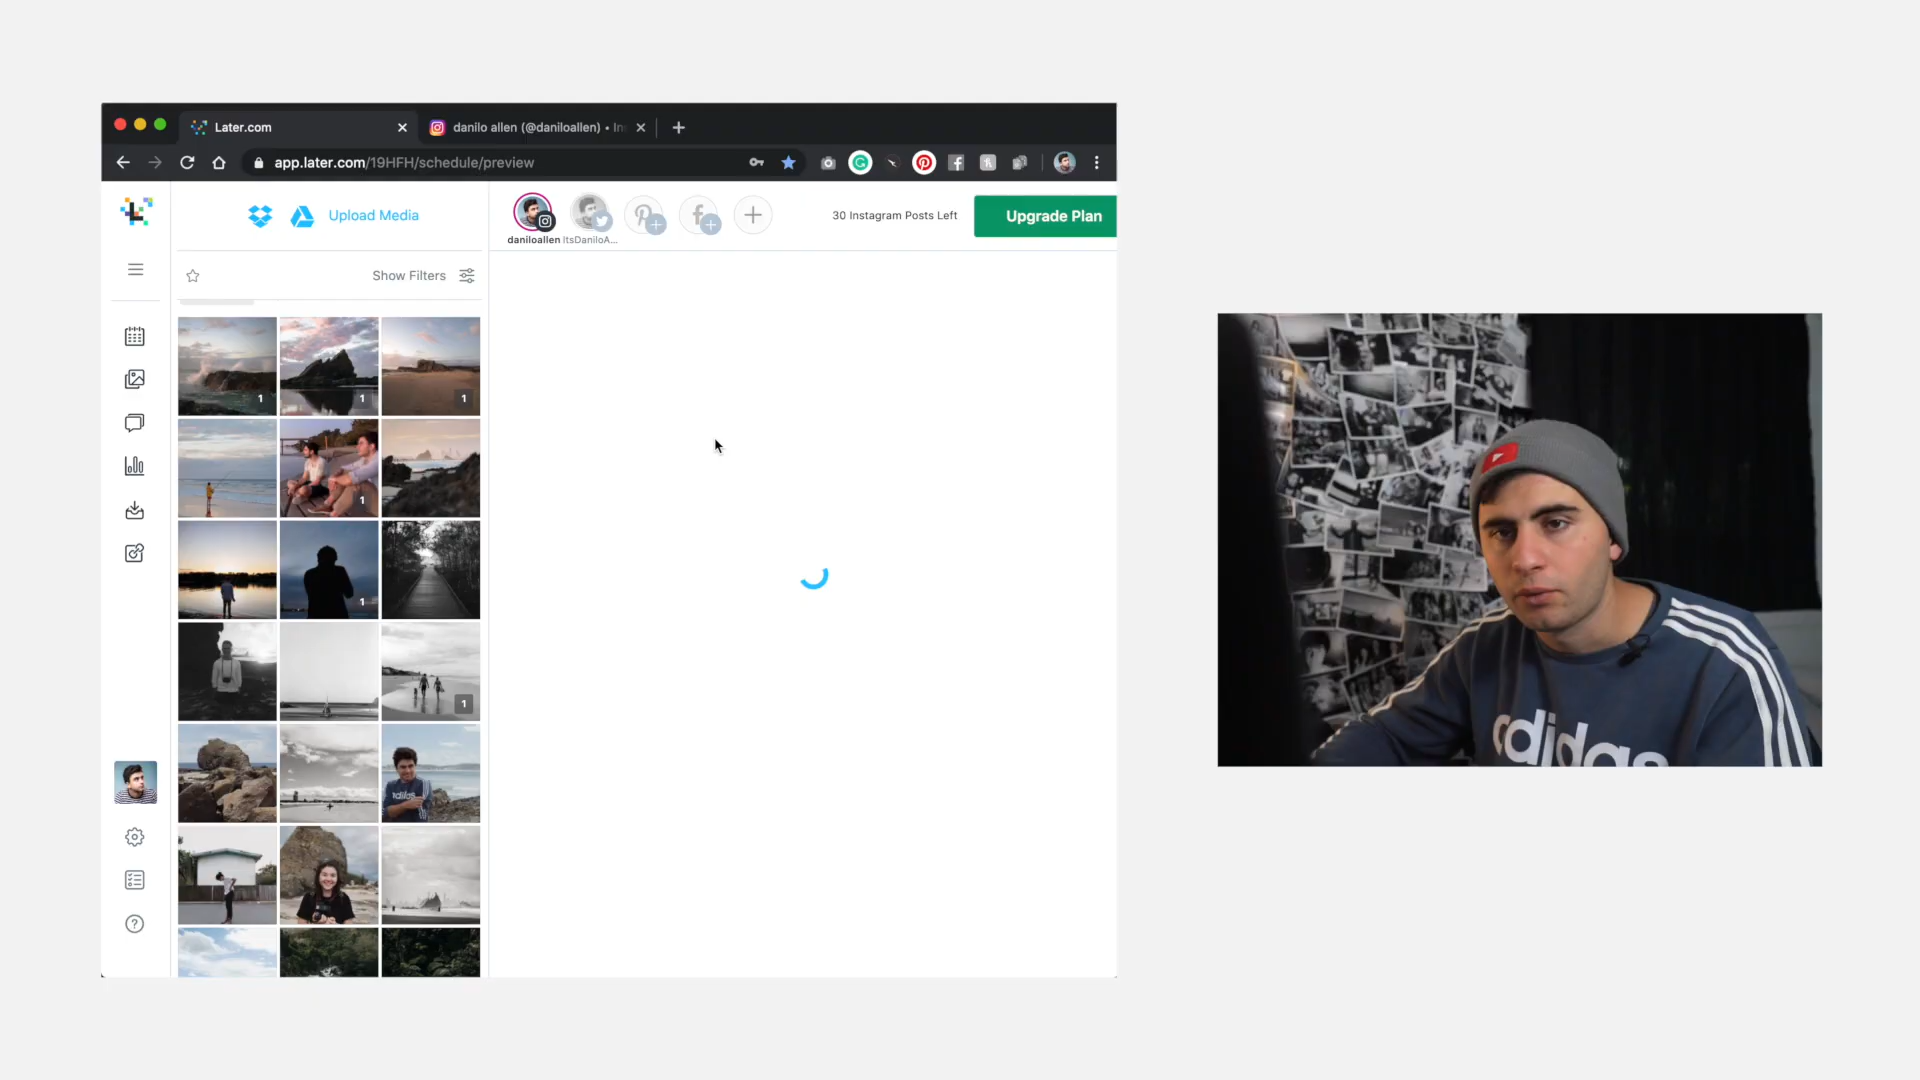 Later.com
danilo allen (@daniloallen) • In
app.later.com/19HFH/schedule/preview
Upload Media
daniloallen
ItsDaniloA...
30 Instagram Posts Left
Upgrade Plan
Show Filters
1
1
1
1
1
1
adidas
adidas